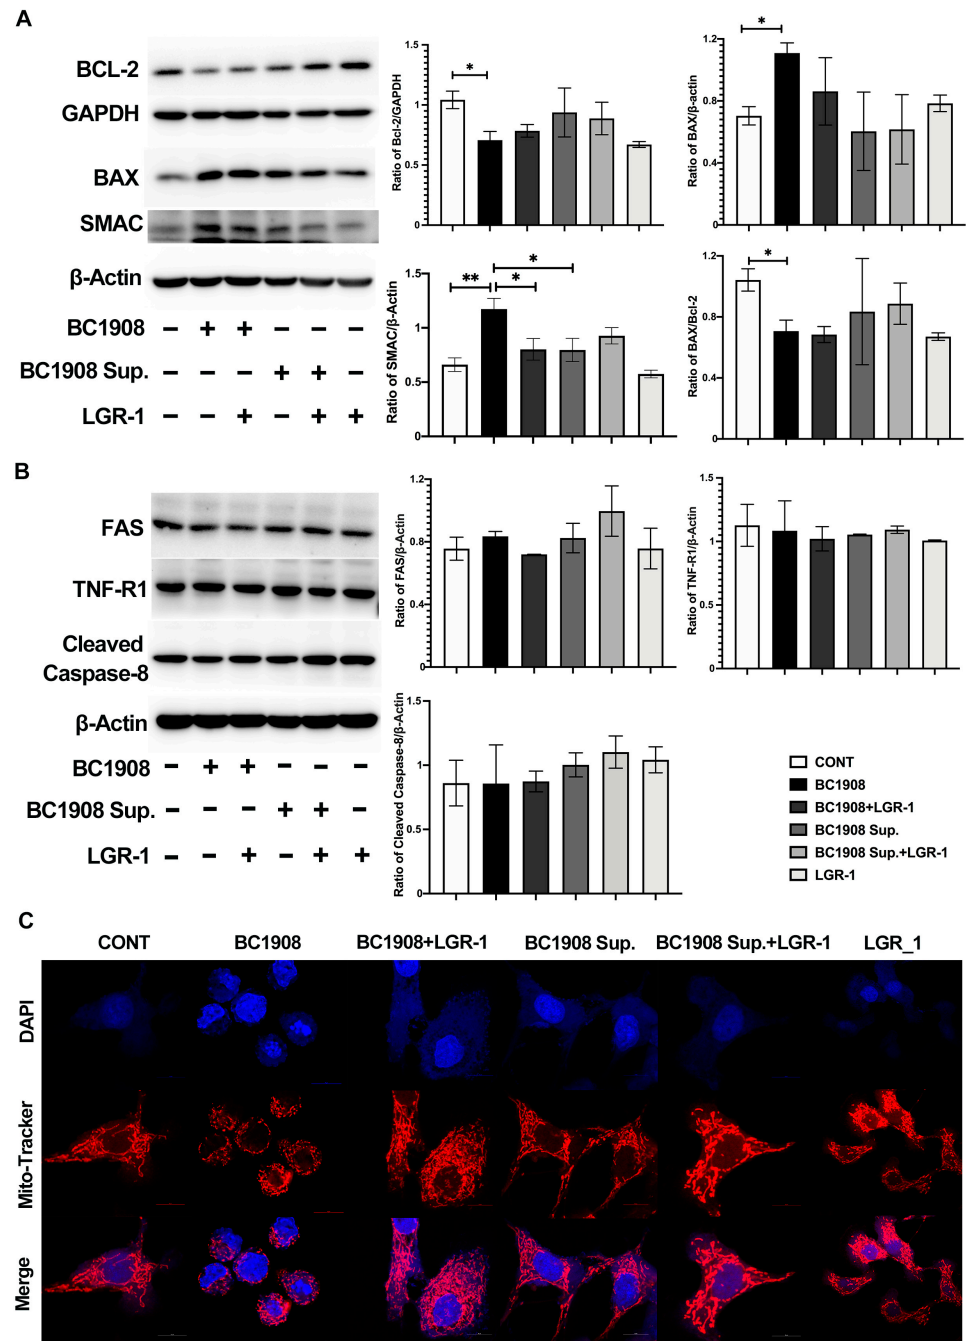 A
BCL-2
GAPDH
BAX
SMAC
β-Actin
BC1908 - + + - - -
BC1908 Sup. - - - + + -
LGR-1 - - + - + +
Ratio of Bcl-2/GAPDH
1.5
1
0.5
0
*
Ratio of BAX/β-actin
1.2
0.8
0.4
0
*
Ratio of SMAC/β-Actin
1.5
1
0.5
0
**
*
*
Ratio of BAX/Bcl-2
1.2
0.8
0.4
0
*
B
FAS
TNF-R1
Cleaved
Caspase-8
β-Actin
BC1908 - + + - - -
BC1908 Sup. - - - + + -
LGR-1 - - + - + +
Ratio of FAS/β-Actin
1.2
0.8
0.4
0
Ratio of TNF-R1/β-Actin
1.5
1
0.5
0
Ratio of Cleaved Caspase-8/β-Actin
1.5
1
0.5
0
CONT
BC1908
BC1908+LGR-1
BC1908 Sup.
BC1908 Sup.+LGR-1
LGR-1
C
CONT BC1908 BC1908+LGR-1 BC1908 Sup. BC1908 Sup.+LGR-1 LGR_1
DAPI
Mito-Tracker
Merge